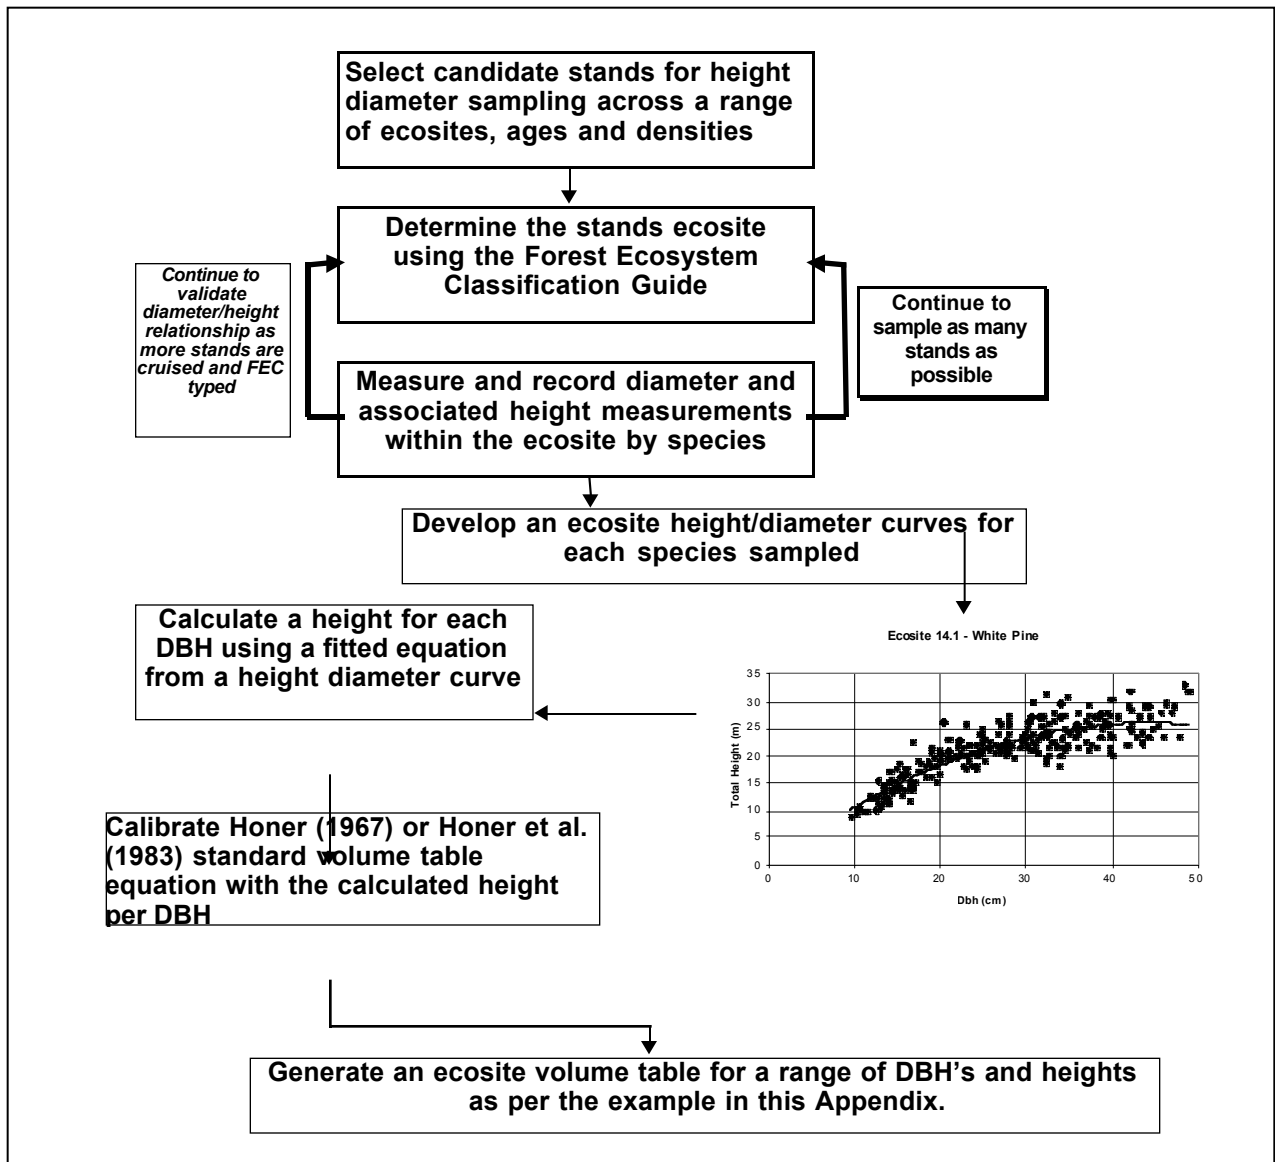 Select candidate stands for height
diameter sampling across a range
of ecosites, ages and densities
Determine the stands ecosite
using the Forest Ecosystem
Classification Guide
Continue to
validate
diameter/height
relationship as
more stands are
cruised and FEC
typed
Continue to
sample as many
stands as
possible
Measure and record diameter and
associated height measurements
within the ecosite by species
Develop an ecosite height/diameter curves for
each species sampled
Calculate a height for each
DBH using a fitted equation
from a height diameter curve
Ecosite 14.1 - White Pine
Total Height (m)
35
30
25
20
15
10
5
0
0 10 20 30 40 50
Dbh (cm)
Calibrate Honer (1967) or Honer et al.
(1983) standard volume table
equation with the calculated height
per DBH
Generate an ecosite volume table for a range of DBH's and heights
as per the example in this Appendix.